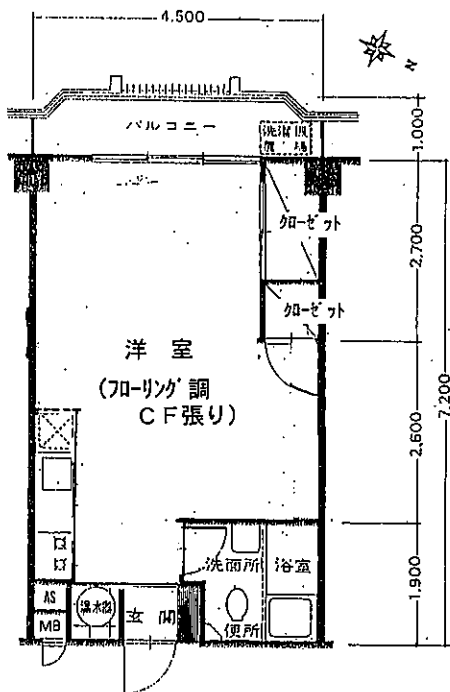 4,500
N
バルコニー
洗濯機
置場
1,000
クローゼット
2,700
クローゼット
洋室
(フローリング調
CF張り)
7,200
2,600
洗面所
浴室
AS
温水器
玄関
1,900
MB
便所